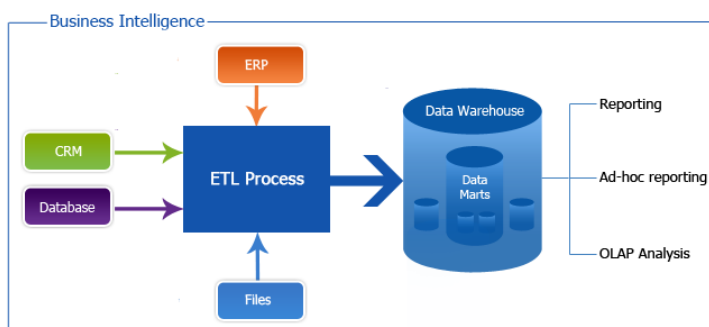 Business Intelligence
ERP
CRM
Database
ETL Process
Files
Data Warehouse
Data
Marts
Reporting
Ad-hoc reporting
OLAP Analysis